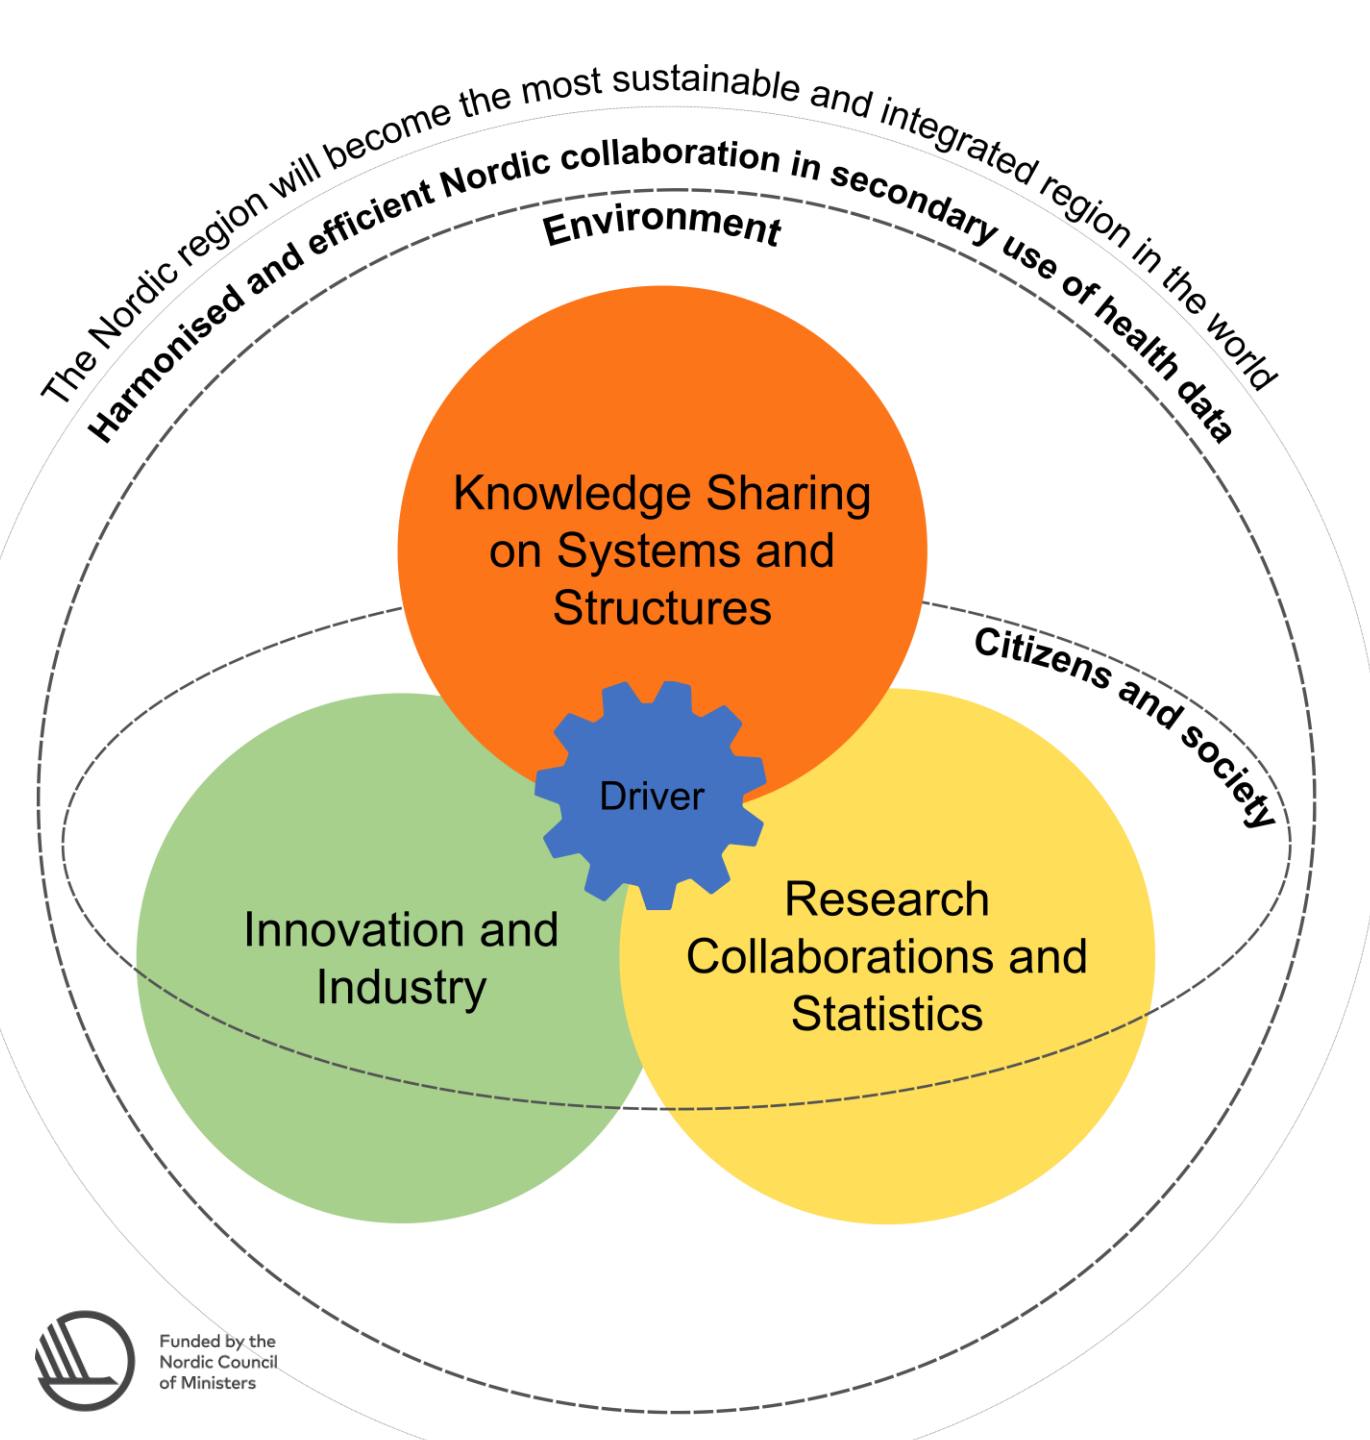 The Nordic region will become the most sustainable and integrated region in the world
Harmonised and efficient Nordic collaboration in secondary use of health data
Environment
Knowledge Sharing
on Systems and
Structures
Citizens and society
Driver
Innovation and
Industry
Research
Collaborations and
Statistics
Funded by the
Nordic Council
of Ministers